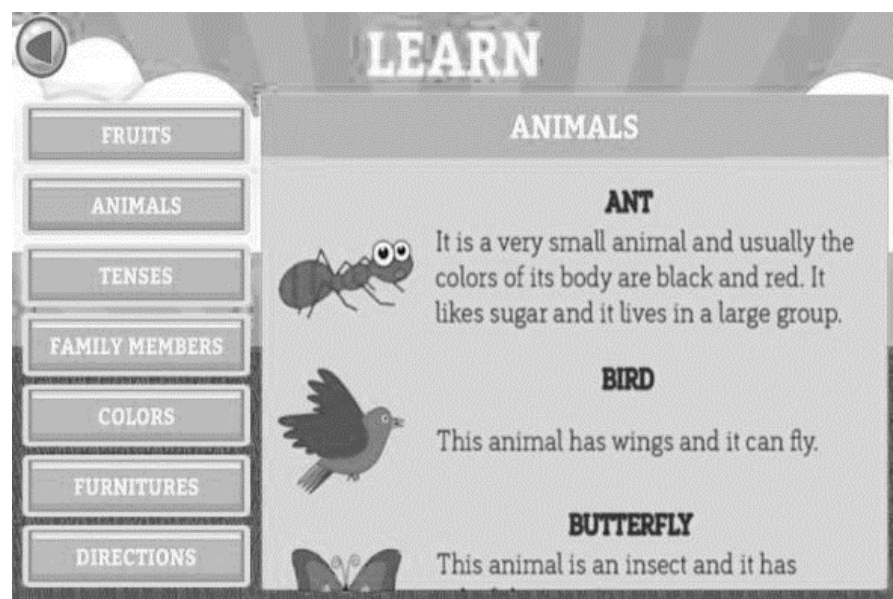 LEARN
FRUITS
ANIMALS
TENSES
FAMILY MEMBERS
COLORS
FURNITURES
DIRECTIONS
ANIMALS
ANT
It is a very small animal and usually the
colors of its body are black and red. It
likes sugar and it lives in a large group.
BIRD
This animal has wings and it can fly.
BUTTERFLY
This animal is an insect and it has